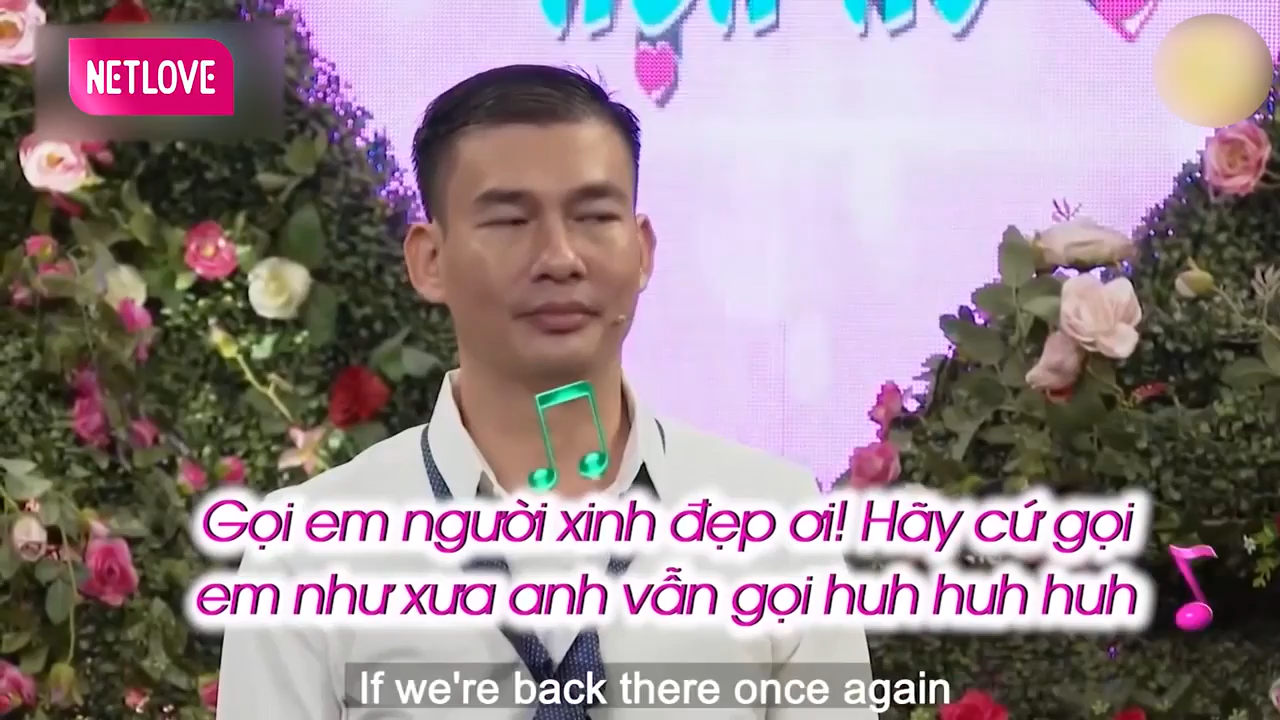 NETLOVE
Gọi em người xinh đẹp ơi! Hãy cứ gọi
em như xưa anh vẫn gọi huh huh huh
If we're back there once again